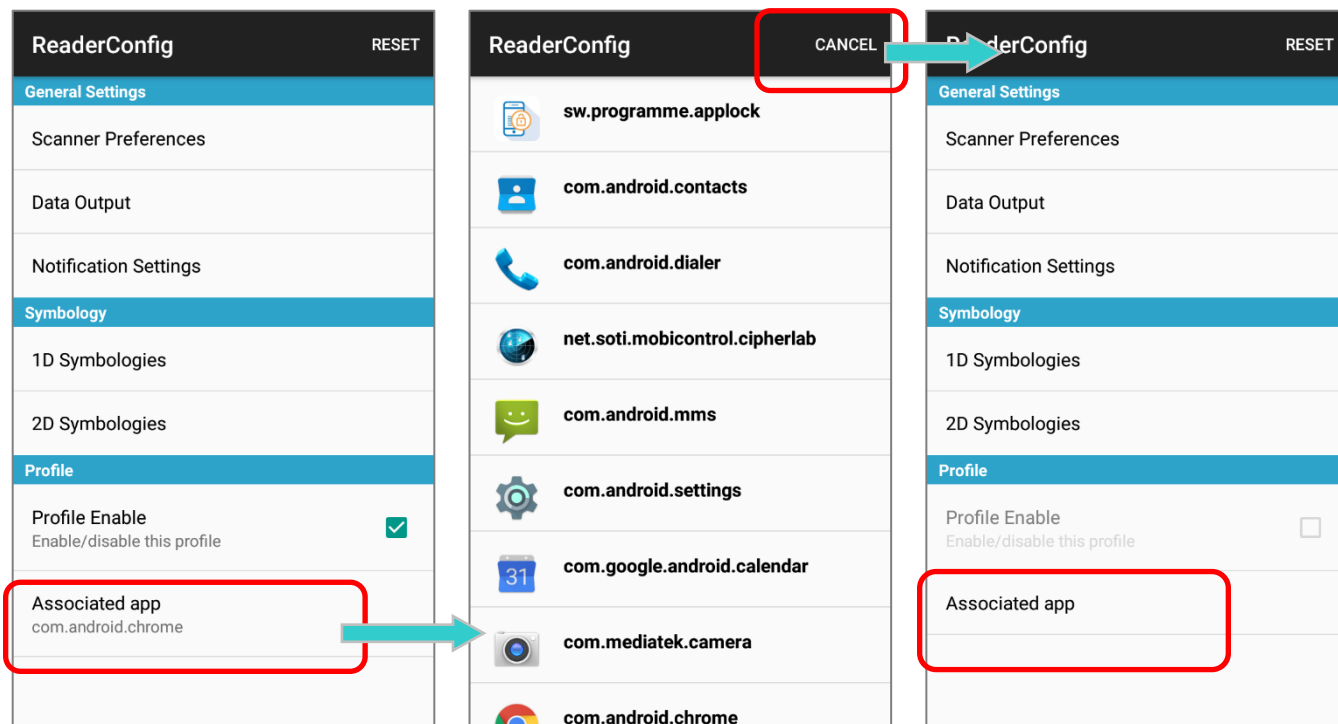 ReaderConfig RESET
General Settings
Scanner Preferences
Data Output
Notification Settings
Symbology
1D Symbologies
2D Symbologies
Profile
Profile Enable
Enable/disable this profile
Associated app
com.android.chrome
ReaderConfig CANCEL
sw.programme.applock
com.android.contacts
com.android.dialer
net.soti.mobicontrol.cipherlab
com.android.mms
com.android.settings
31
com.google.android.calendar
com.mediatek.camera
com.android.chrome
ReaderConfig RESET
General Settings
Scanner Preferences
Data Output
Notification Settings
Symbology
1D Symbologies
2D Symbologies
Profile
Profile Enable
Enable/disable this profile
Associated app